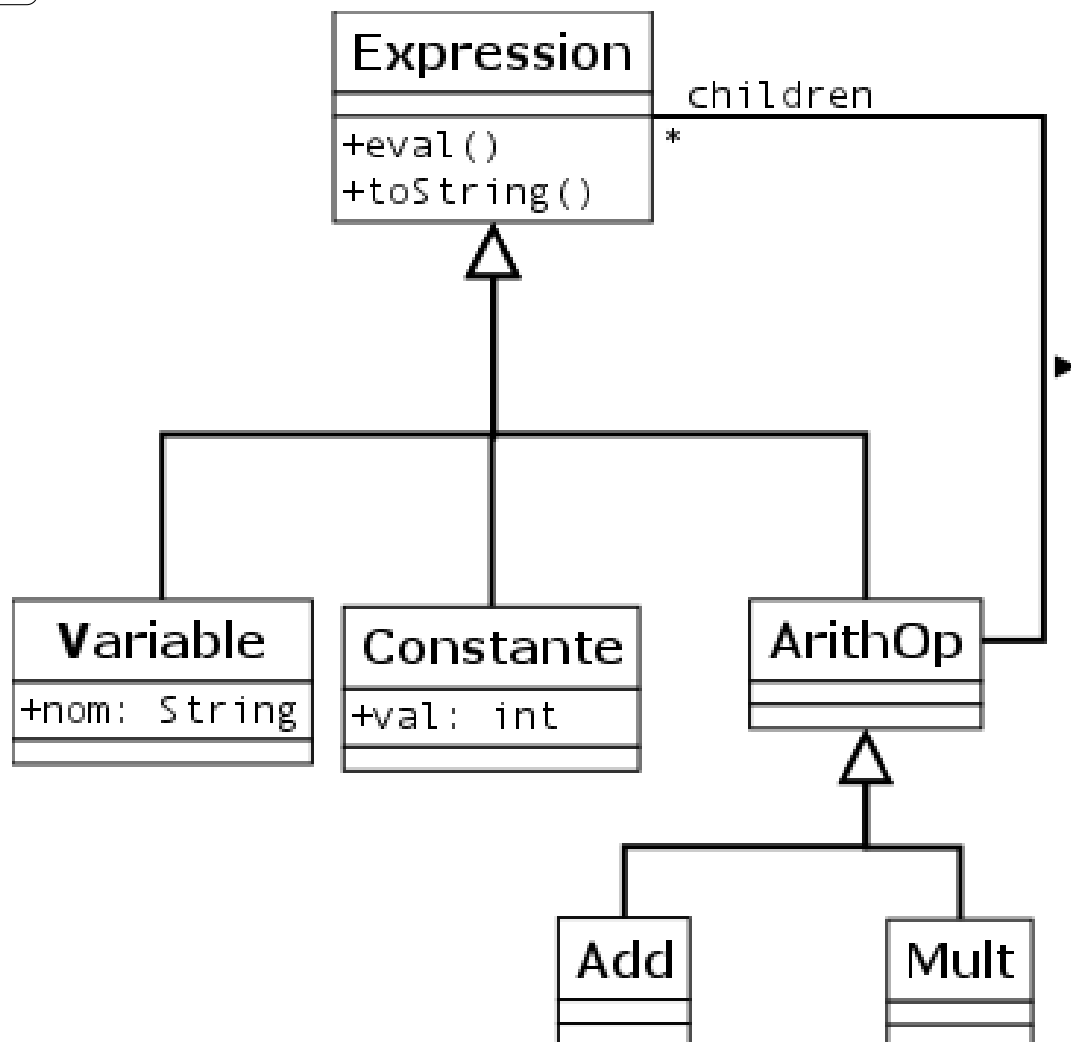 Expression
children
*
+eval()
+toString()
Variable
+nom: String
Constante
+val: int
ArithOp
Add
Mult